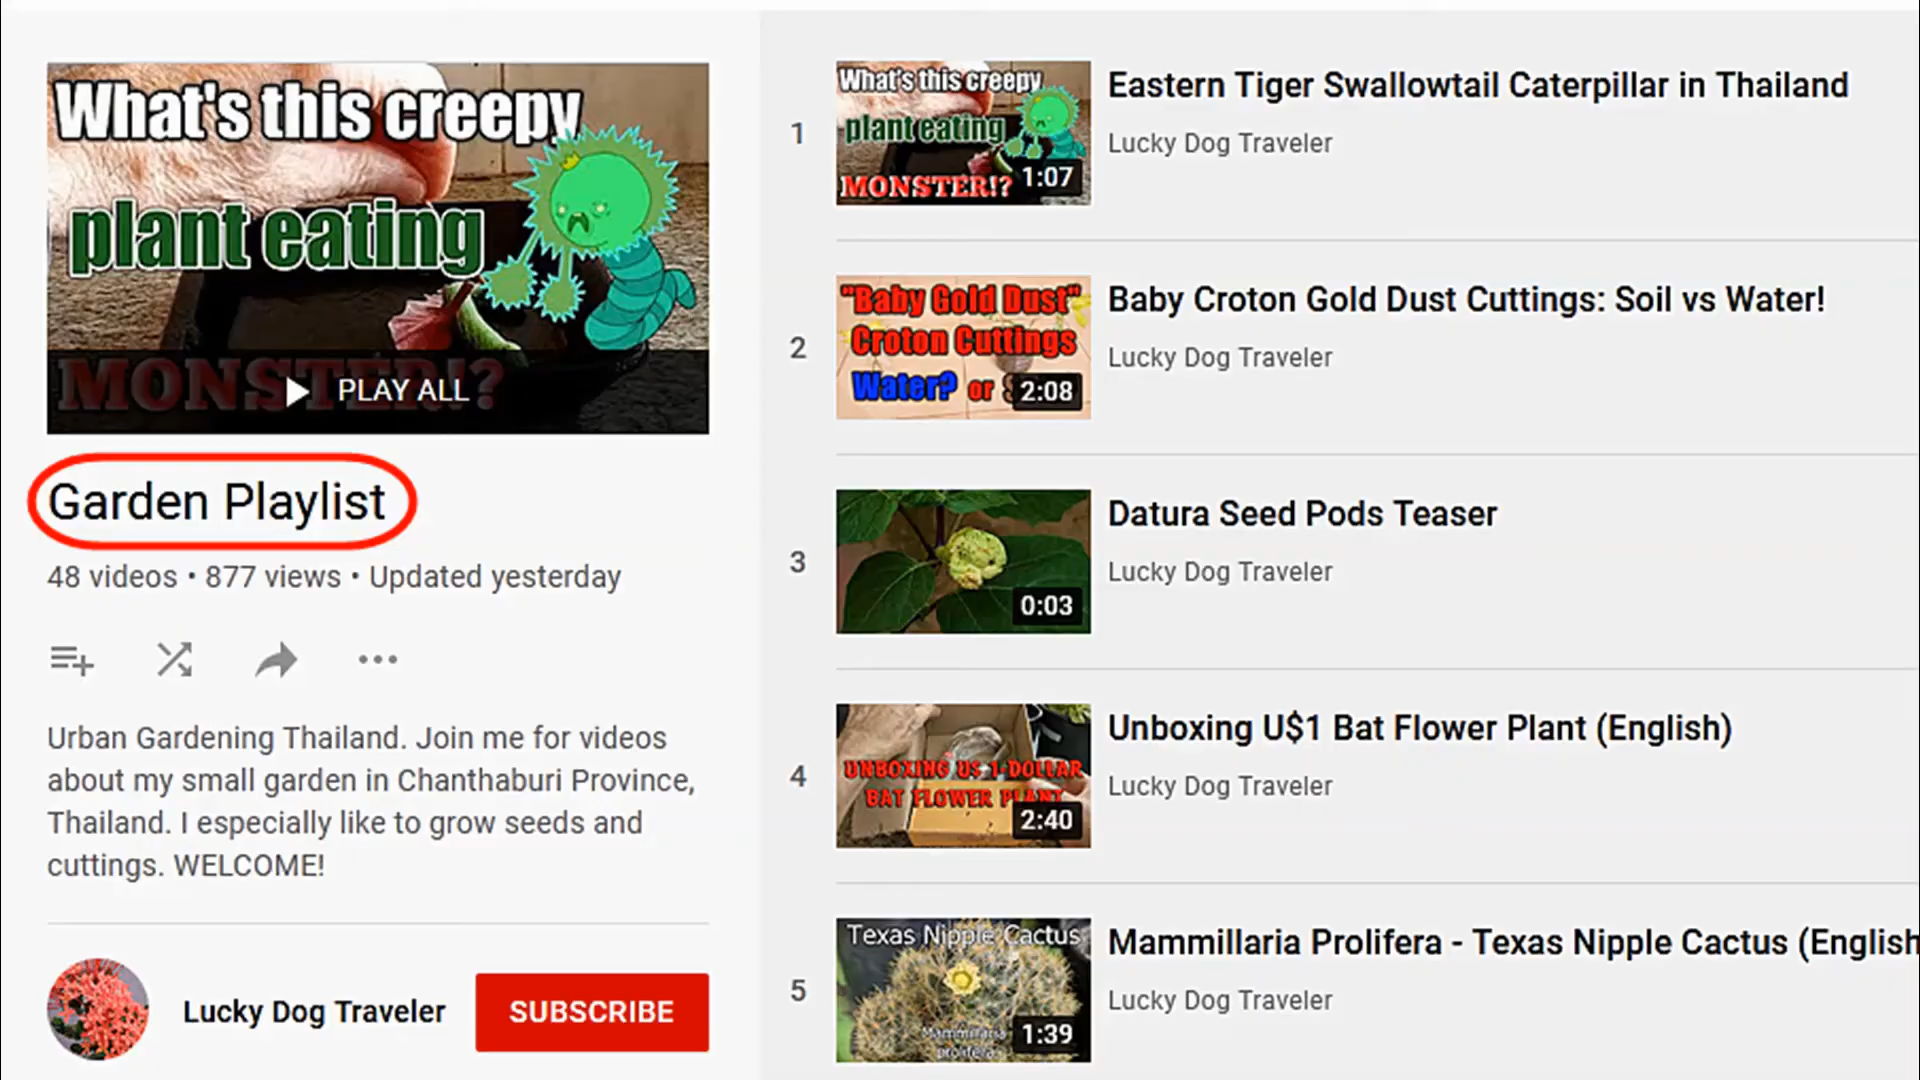 What's this creepy
plant eating
MONSTER!?
PLAY ALL
Garden Playlist
48 videos • 877 views • Updated yesterday
Urban Gardening Thailand. Join me for videos
about my small garden in Chanthaburi Province,
Thailand. I especially like to grow seeds and
cuttings. WELCOME!
Lucky Dog Traveler
SUBSCRIBE
1
What's this creepy
plant eating
MONSTER!?
1:07
Eastern Tiger Swallowtail Caterpillar in Thailand
Lucky Dog Traveler
2
"Baby Gold Dust"
Croton Cuttings
Water? or
2:08
Baby Croton Gold Dust Cuttings: Soil vs Water!
Lucky Dog Traveler
3
0:03
Datura Seed Pods Teaser
Lucky Dog Traveler
4
UNBOXING US 1-DOLLAR
BAT FLOWER PLANT
2:40
Unboxing U$1 Bat Flower Plant (English)
Lucky Dog Traveler
5
Texas Nipple Cactus
Mammillaria
prolifera
1:39
Mammillaria Prolifera - Texas Nipple Cactus (English
Lucky Dog Traveler